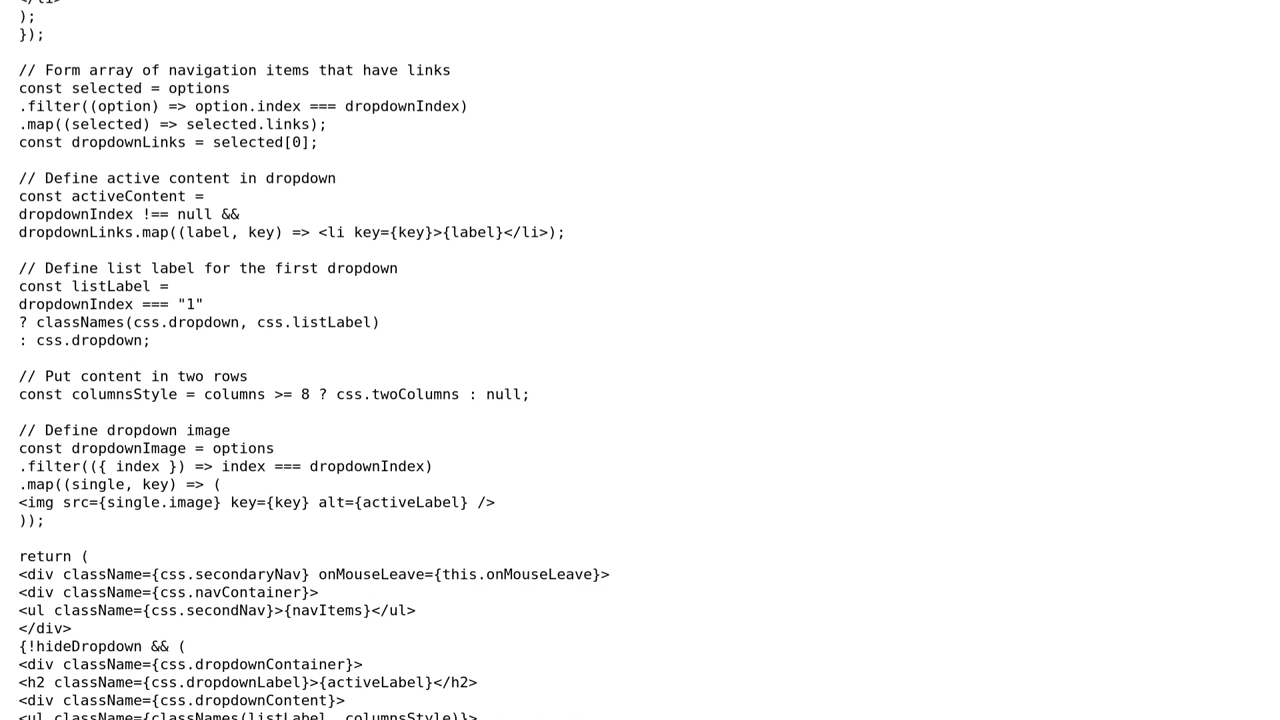 </li>
);
});
// Form array of navigation items that have links
const selected = options
.filter((option) => option.index === dropdownIndex)
.map((selected) => selected.links);
const dropdownLinks = selected[0];
// Define active content in dropdown
const activeContent =
dropdownIndex !== null &&
dropdownLinks.map((label, key) => <li key={key}>{label}</li>);
// Define list label for the first dropdown
const listLabel =
dropdownIndex === "1"
? classNames(css.dropdown, css.listLabel)
: css.dropdown;
// Put content in two rows
const columnsStyle = columns >= 8 ? css.twoColumns : null;
// Define dropdown image
const dropdownImage = options
.filter(({ index }) => index === dropdownIndex)
.map((single, key) => (
<img src={single.image} key={key} alt={activeLabel} />
));
return (
<div className={css.secondaryNav} onMouseLeave={this.onMouseLeave}>
<div className={css.navContainer}>
<ul className={css.secondNav}>{navItems}</ul>
</div>
{!hideDropdown && (
<div className={css.dropdownContainer}>
<h2 className={css.dropdownLabel}>{activeLabel}</h2>
<div className={css.dropdownContent}>
<ul className={classNames(listLabel, columnsStyle)}>